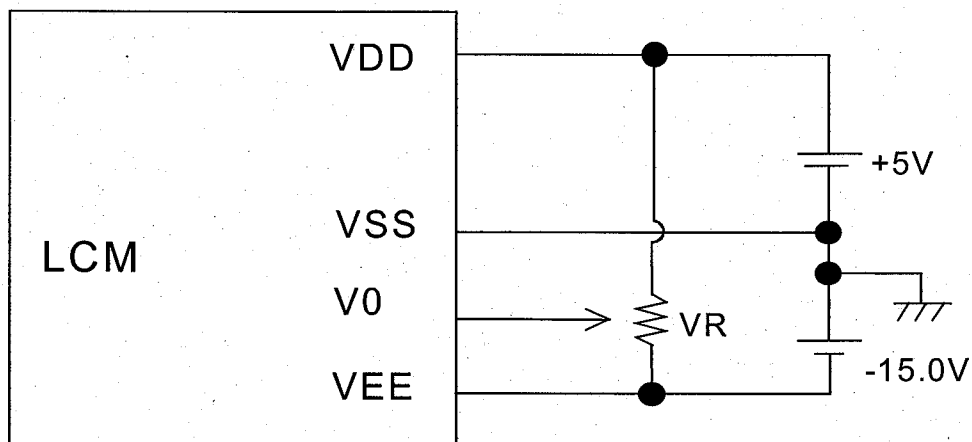 VDD
+5V
VSS
LCM
V0
VR
VEE
-15.0V